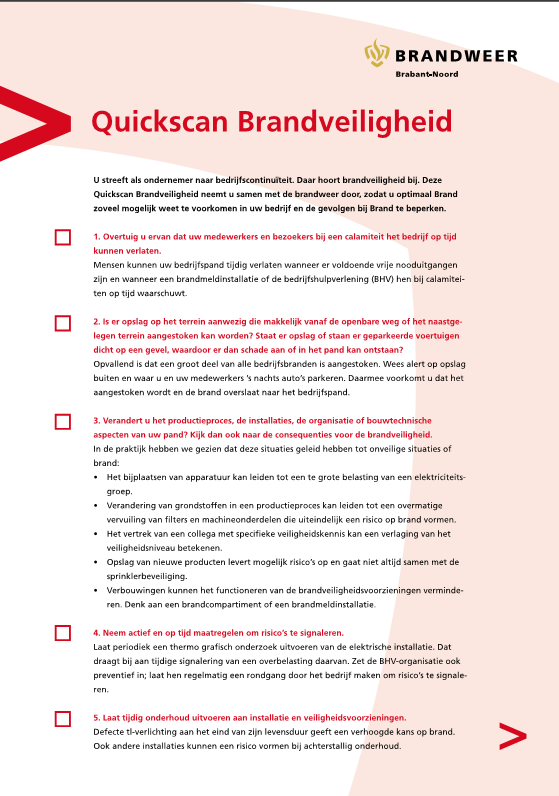 BRANDWEER
Brabant-Noord
Quickscan Brandveiligheid
U streeft als ondernemer naar bedrijfscontinuïteit. Daar hoort brandveiligheid bij. Deze
Quickscan Brandveiligheid neemt u samen met de brandweer door, zodat u optimaal Brand
zoveel mogelijk weet te voorkomen in uw bedrijf en de gevolgen bij Brand te beperken.
1. Overtuig u ervan dat uw medewerkers en bezoekers bij een calamiteit het bedrijf op tijd
kunnen verlaten.
Mensen kunnen uw bedrijfspand tijdig verlaten wanneer er voldoende vrije nooduitgangen
zijn en wanneer een brandmeldinstallatie of de bedrijfshulpverlening (BHV) hen bij calamitei-
ten op tijd waarschuwt.
2. Is er opslag op het terrein aanwezig die makkelijk vanaf de openbare weg of het naastge-
legen terrein aangestoken kan worden? Staat er opslag of staan er geparkeerde voertuigen
dicht op een gevel, waardoor er dan schade aan of in het pand kan ontstaan?
Opvallend is dat een groot deel van alle bedrijfsbranden is aangestoken. Wees alert op opslag
buiten en waar u en uw medewerkers 's nachts auto's parkeren. Daarmee voorkomt u dat het
aangestoken wordt en de brand overslaat naar het bedrijfspand.
3. Verandert u het productieproces, de installaties, de organisatie of bouwtechnische
aspecten van uw pand? Kijk dan ook naar de consequenties voor de brandveiligheid.
In de praktijk hebben we gezien dat deze situaties geleid hebben tot onveilige situaties of
brand:
• Het bijplaatsen van apparatuur kan leiden tot een te grote belasting van een elektriciteits-
groep.
• Verandering van grondstoffen in een productieproces kan leiden tot een overmatige
vervuiling van filters en machineonderdelen die uiteindelijk een risico op brand vormen.
• Het vertrek van een collega met specifieke veiligheidskennis kan een verlaging van het
veiligheidsniveau betekenen.
• Opslag van nieuwe producten levert mogelijk risico's op en gaat niet altijd samen met de
sprinklerbeveiliging.
• Verbouwingen kunnen het functioneren van de brandveiligheidsvoorzieningen verminde-
ren. Denk aan een brandcompartiment of een brandmeldinstallatie.
4. Neem actief en op tijd maatregelen om risico's te signaleren.
Laat periodiek een thermo grafisch onderzoek uitvoeren van de elektrische installatie. Dat
draagt bij aan tijdige signalering van een overbelasting daarvan. Zet de BHV-organisatie ook
preventief in; laat hen regelmatig een rondgang door het bedrijf maken om risico's te signale-
ren.
5. Laat tijdig onderhoud uitvoeren aan installatie en veiligheidsvoorzieningen.
Defecte tl-verlichting aan het eind van zijn levensduur geeft een verhoogde kans op brand.
Ook andere installaties kunnen een risico vormen bij achterstallig onderhoud.